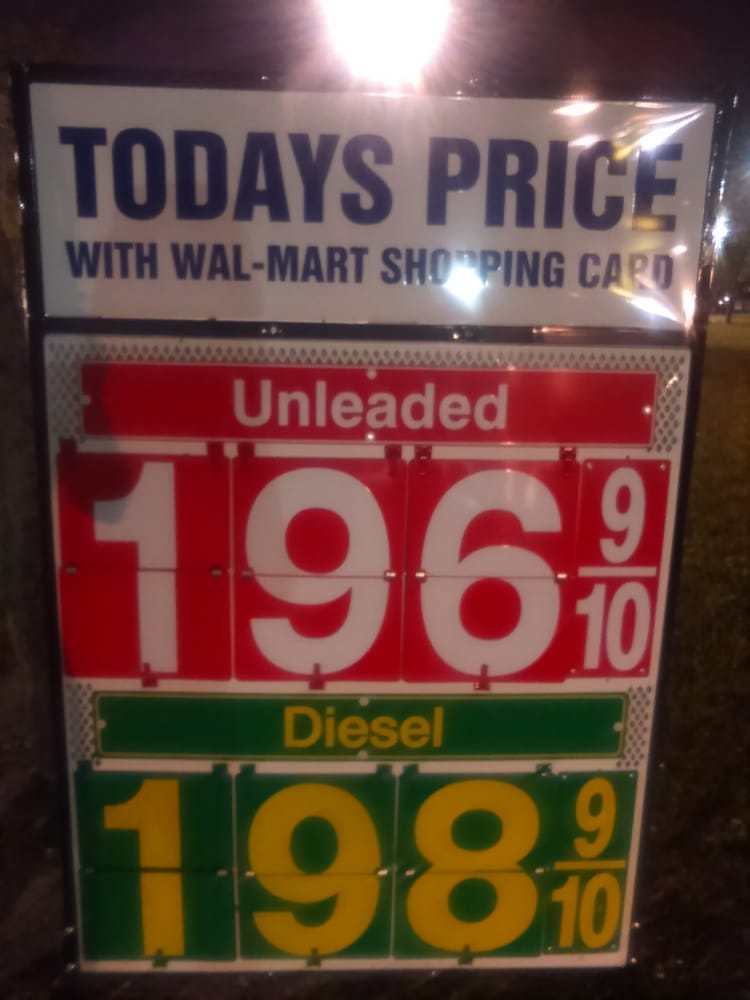 TODAYS PRICE
WITH WAL-MART SHOPPING CARD
Unleaded
196 9/10
Diesel
198 9/10